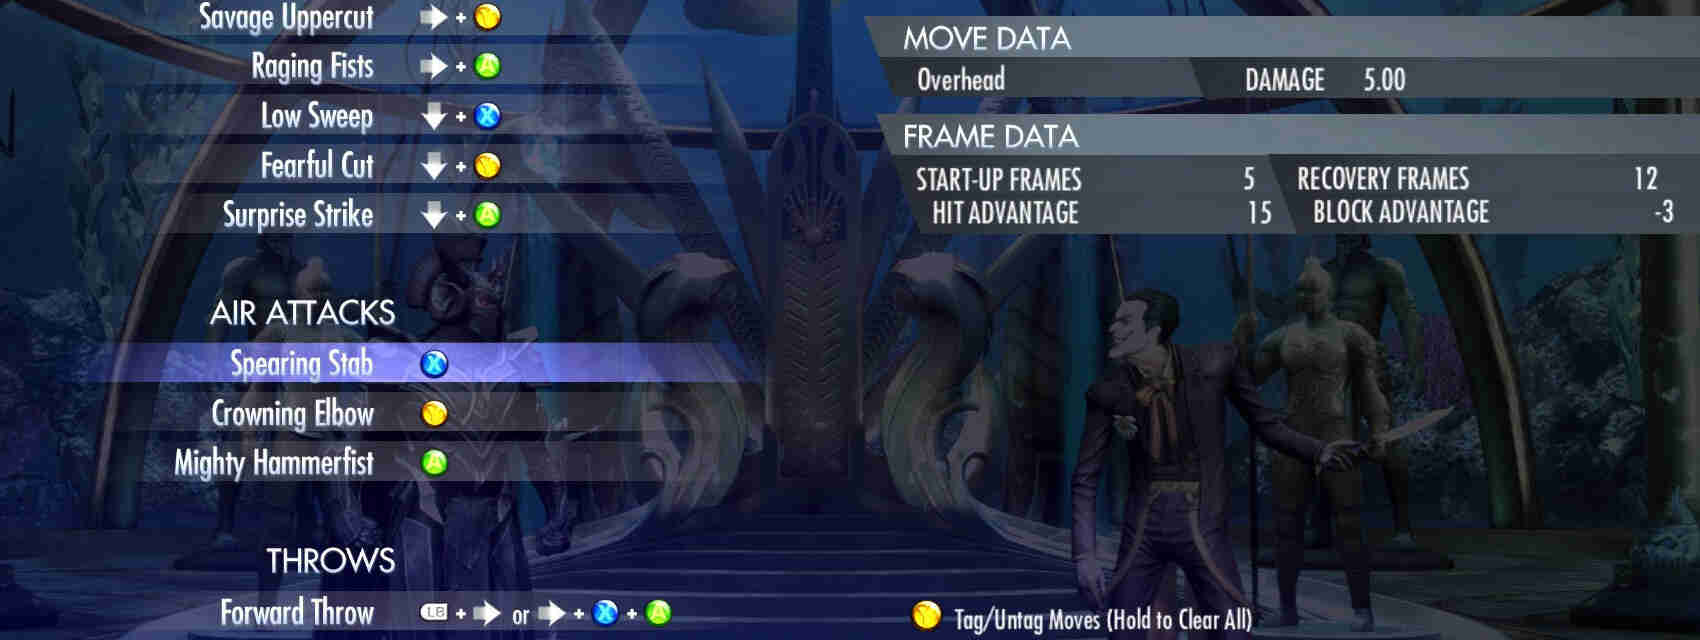 Savage Uppercut + Y
Raging Fists + A
Low Sweep + X
Fearful Cut + Y
Surprise Strike + A
AIR ATTACKS
Spearing Stab X
Crowning Elbow Y
Mighty Hammerfist A
THROWS
Forward Throw LB + or + X + A
MOVE DATA
Overhead DAMAGE 5.00
FRAME DATA
START-UP FRAMES 5 RECOVERY FRAMES 12
HIT ADVANTAGE 15 BLOCK ADVANTAGE -3
Y Tag/Untag Moves (Hold to Clear All)